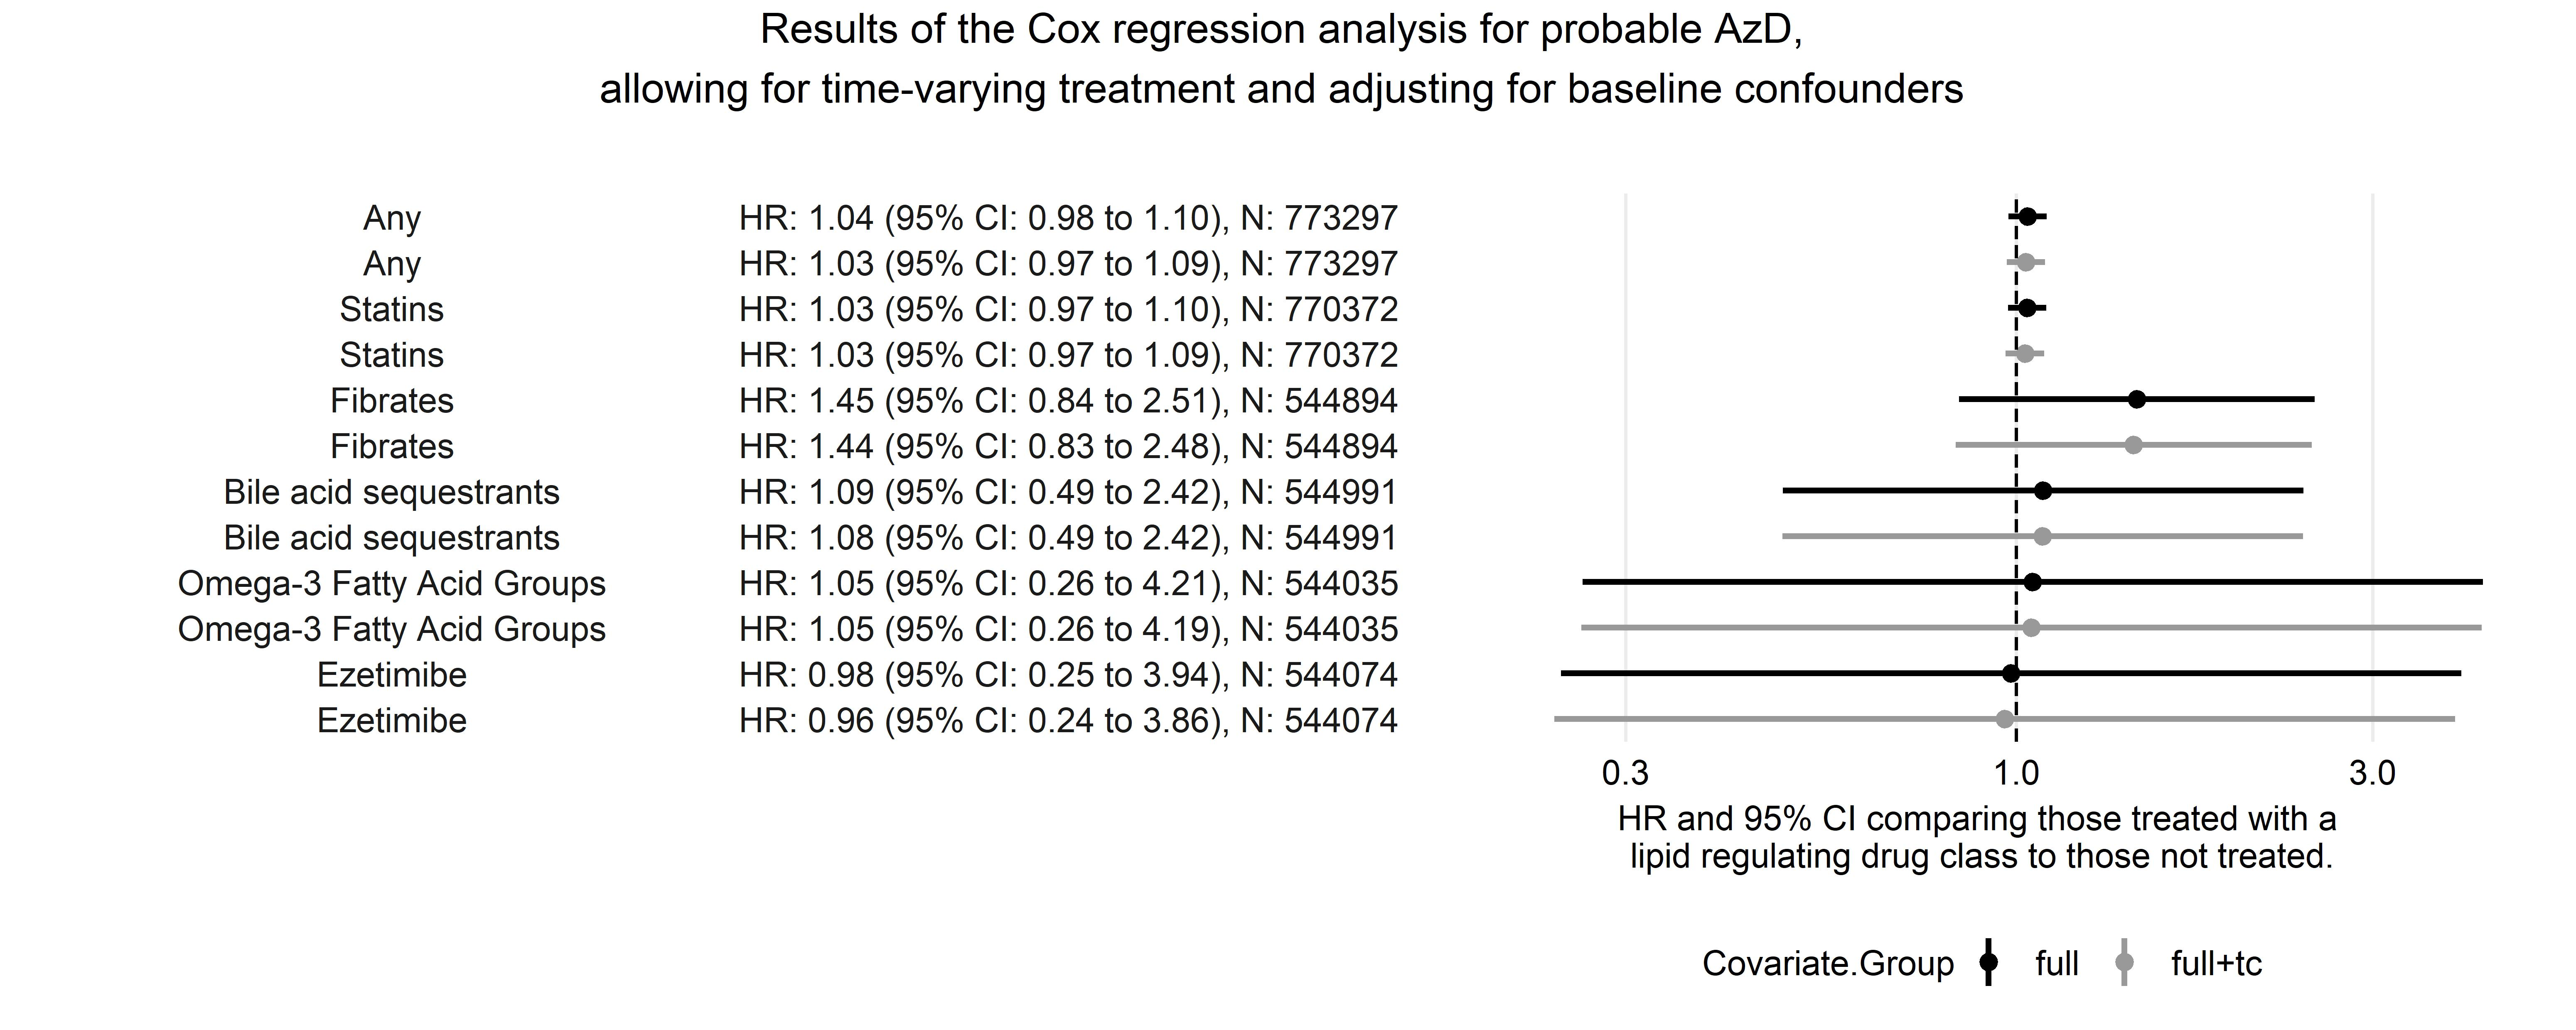 Results of the Cox regression analysis for probable AzD,
allowing for time-varying treatment and adjusting for baseline confounders
Any HR: 1.04 (95% CI: 0.98 to 1.10), N: 773297
Any HR: 1.03 (95% CI: 0.97 to 1.09), N: 773297
Statins HR: 1.03 (95% CI: 0.97 to 1.10), N: 770372
Statins HR: 1.03 (95% CI: 0.97 to 1.09), N: 770372
Fibrates HR: 1.45 (95% CI: 0.84 to 2.51), N: 544894
Fibrates HR: 1.44 (95% CI: 0.83 to 2.48), N: 544894
Bile acid sequestrants HR: 1.09 (95% CI: 0.49 to 2.42), N: 544991
Bile acid sequestrants HR: 1.08 (95% CI: 0.49 to 2.42), N: 544991
Omega-3 Fatty Acid Groups HR: 1.05 (95% CI: 0.26 to 4.21), N: 544035
Omega-3 Fatty Acid Groups HR: 1.05 (95% CI: 0.26 to 4.19), N: 544035
Ezetimibe HR: 0.98 (95% CI: 0.25 to 3.94), N: 544074
Ezetimibe HR: 0.96 (95% CI: 0.24 to 3.86), N: 544074
0.3 1.0 3.0
HR and 95% CI comparing those treated with a
lipid regulating drug class to those not treated.
Covariate.Group full full+tc